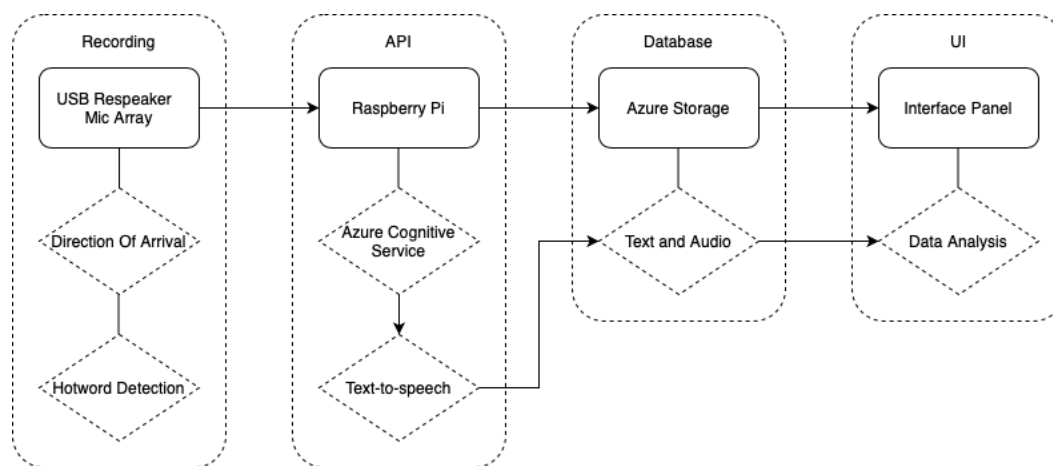 Recording
API
Database
UI
USB Respeaker
Mic Array
Raspberry Pi
Azure Storage
Interface Panel
Direction Of Arrival
Azure Cognitive
Service
Text and Audio
Data Analysis
Hotword Detection
Text-to-speech